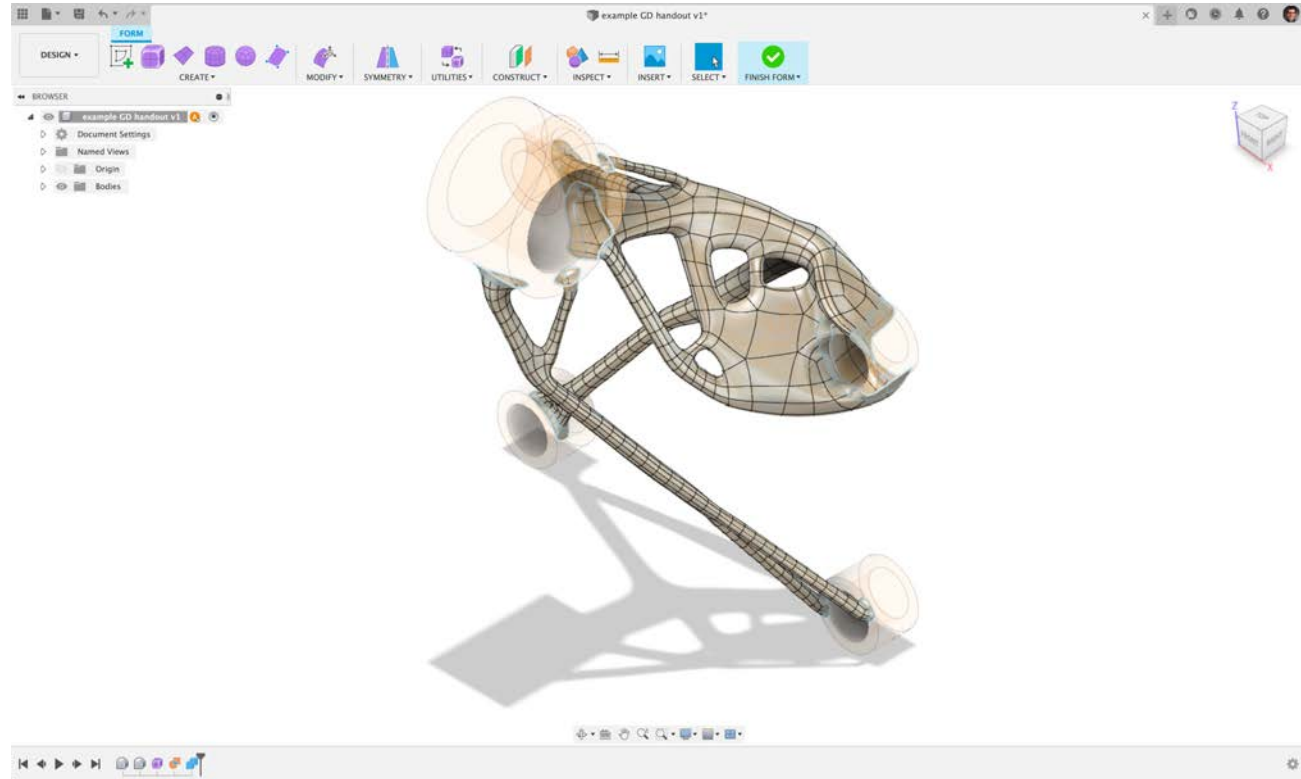 example GD handout v1*
FORM
DESIGN
CREATE
MODIFY
SYMMETRY
UTILITIES
CONSTRUCT
INSPECT
INSERT
SELECT
FINISH FORM
BROWSER
example GD handout v1
Document Settings
Named Views
Origin
Bodies
Z
X